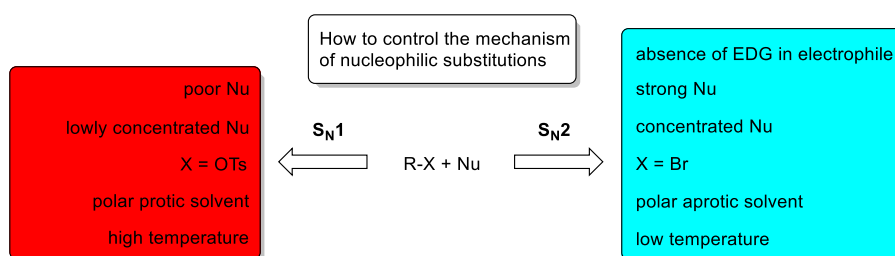 How to control the mechanism
of nucleophilic substitutions
poor Nu
lowly concentrated Nu
X = OTs
polar protic solvent
high temperature
SN1
R-X + Nu
SN2
absence of EDG in electrophile
strong Nu
concentrated Nu
X = Br
polar aprotic solvent
low temperature